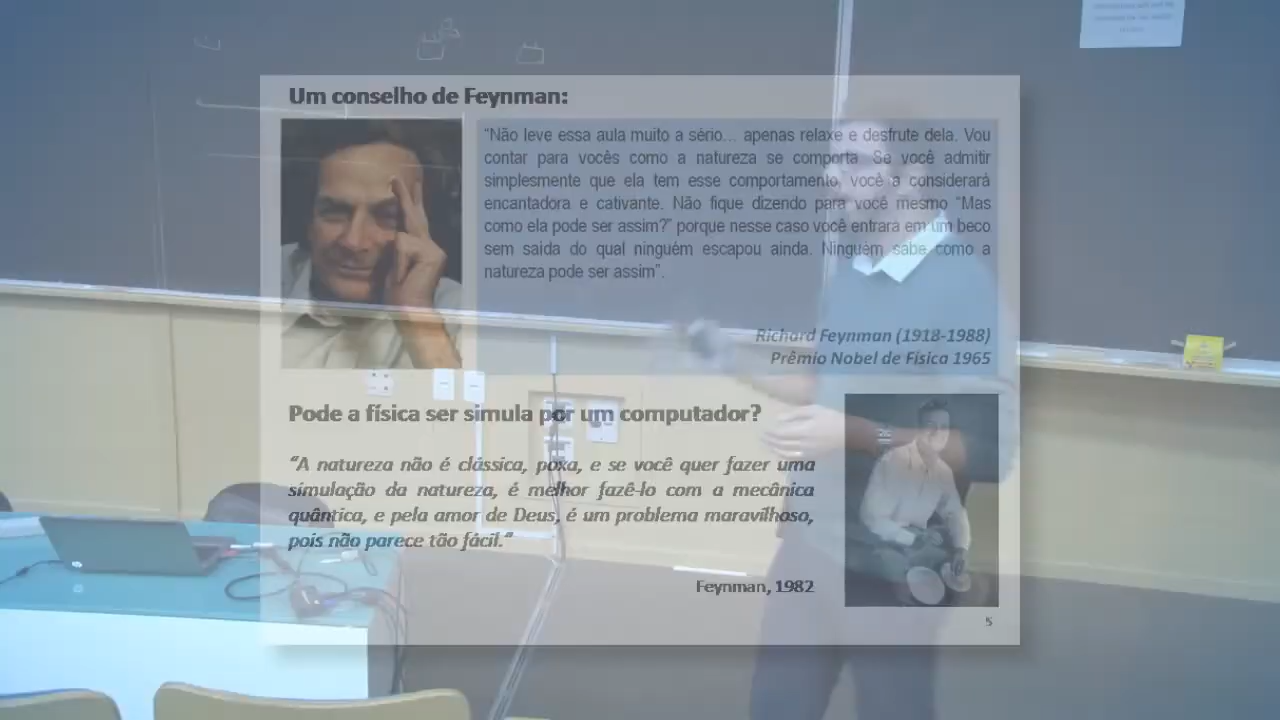 Um conselho de Feynman:
“Não leve essa aula muito a sério... apenas relaxe e desfrute dela. Vou
contar para vocês como a natureza se comporta. Se você admitir
simplesmente que ela tem esse comportamento, você a considerará
encantadora e cativante. Não fique dizendo para você mesmo “Mas
como ela pode ser assim?” porque nesse caso você entrará em um beco
sem saída do qual ninguém escapou ainda. Ninguém sabe como a
natureza pode ser assim”.
Richard Feynman (1918-1988)
Prêmio Nobel de Física 1965
Pode a física ser simula por um computador?
“A natureza não é clássica, poxa, e se você quer fazer uma
simulação da natureza, é melhor fazê-lo com a mecânica
quântica, e pela amor de Deus, é um problema maravilhoso,
pois não parece tão fácil.“
Feynman, 1982
5